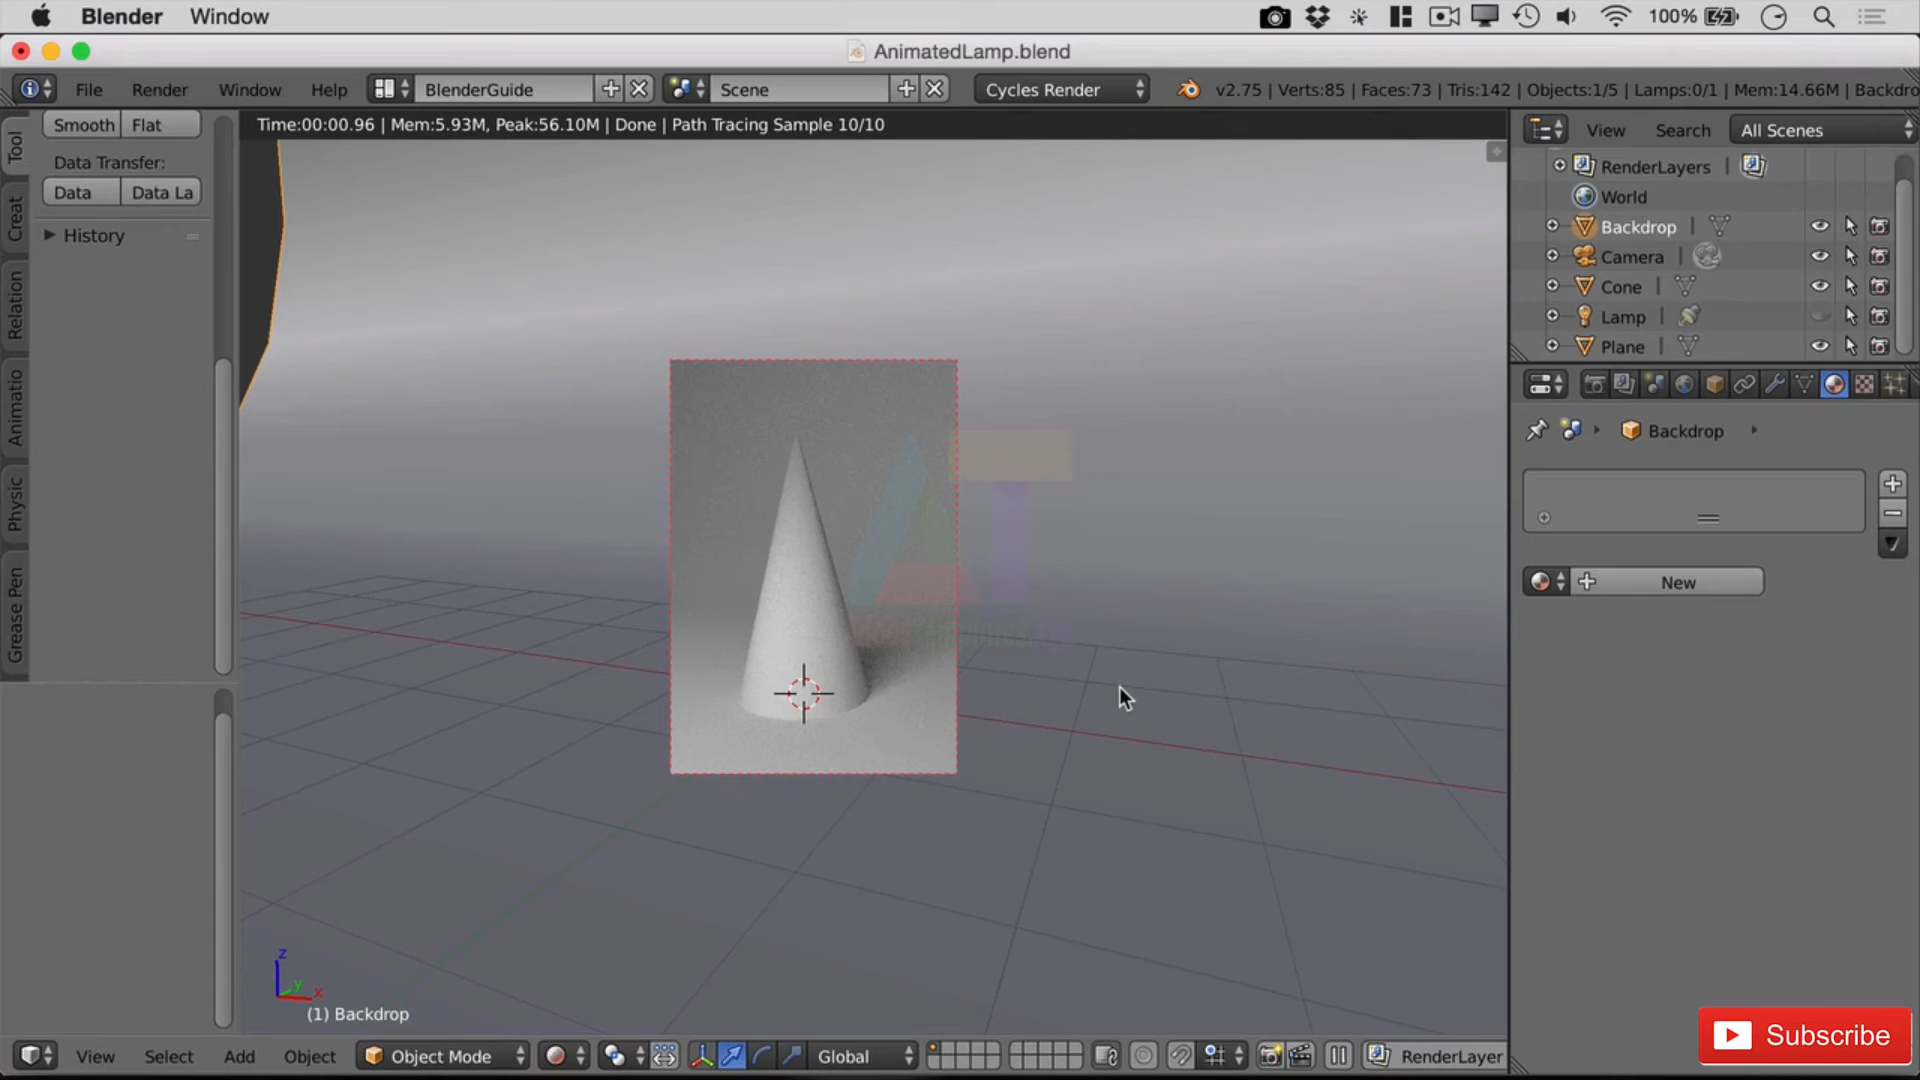 Blender Window 100%
AnimatedLamp.blend
File Render Window Help BlenderGuide Scene Cycles Render v2.75 | Verts:85 | Faces:73 | Tris:142 | Objects:1/5 | Lamps:0/1 | Mem:14.66M | Backdro
Time:00:00.96 | Mem:5.93M, Peak:56.10M | Done | Path Tracing Sample 10/10
View Search All Scenes
Smooth Flat
Data Transfer:
Data Data La
History
Tool
Creat
Relation
Animatio
Physic
Grease Pen
RenderLayers
World
Backdrop
Camera
Cone
Lamp
Plane
Backdrop
New
AT
z
y
x
(1) Backdrop
View Select Add Object Object Mode Global RenderLayer
Subscribe